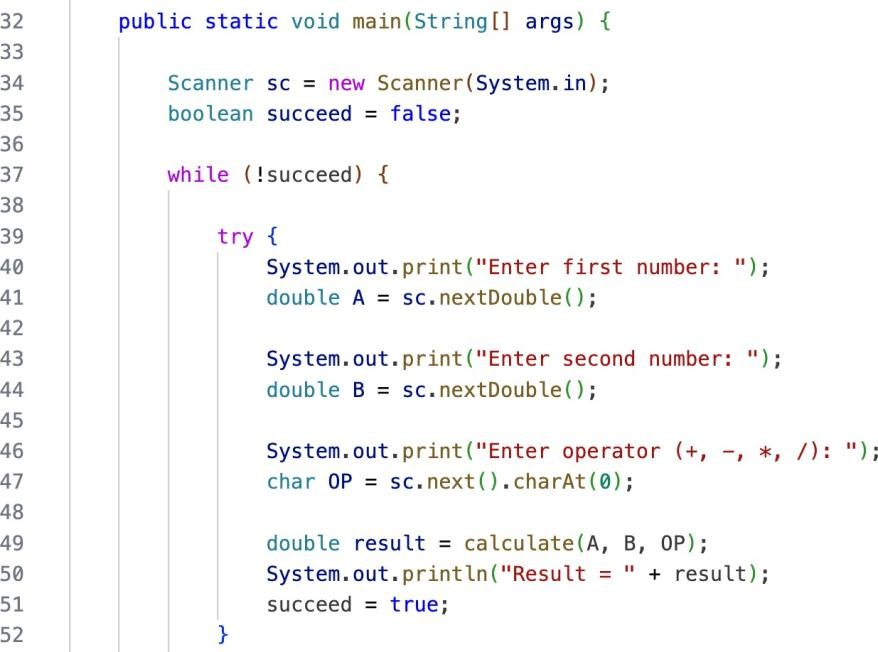 32 public static void main(String[] args) {
33
34 Scanner sc = new Scanner(System.in);
35 boolean succeed = false;
36
37 while (!succeed) {
38
39 try {
40 System.out.print("Enter first number: ");
41 double A = sc.nextDouble();
42
43 System.out.print("Enter second number: ");
44 double B = sc.nextDouble();
45
46 System.out.print("Enter operator (+, −, *, /): ");
47 char OP = sc.next().charAt(0);
48
49 double result = calculate(A, B, OP);
50 System.out.println("Result = " + result);
51 succeed = true;
52 }